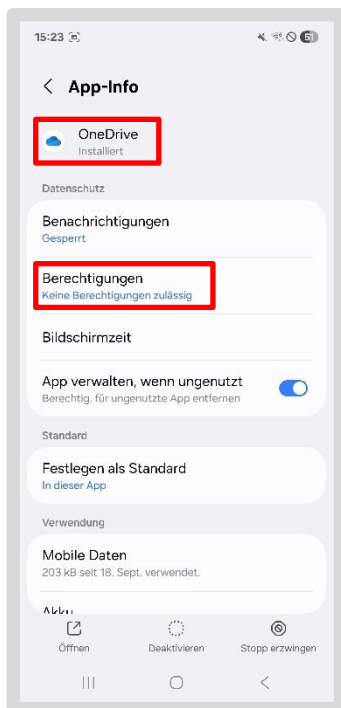 15:23
51
App-Info
OneDrive
Installiert
Datenschutz
Benachrichtigungen
Gesperrt
Berechtigungen
Keine Berechtigungen zulässig
Bildschirmzeit
App verwalten, wenn ungenutzt
Berechtig. für ungenutzte App entfernen
Standard
Festlegen als Standard
In dieser App
Verwendung
Mobile Daten
203 kB seit 18. Sept. verwendet.
Akku
Öffnen
Deaktivieren
Stopp erzwingen